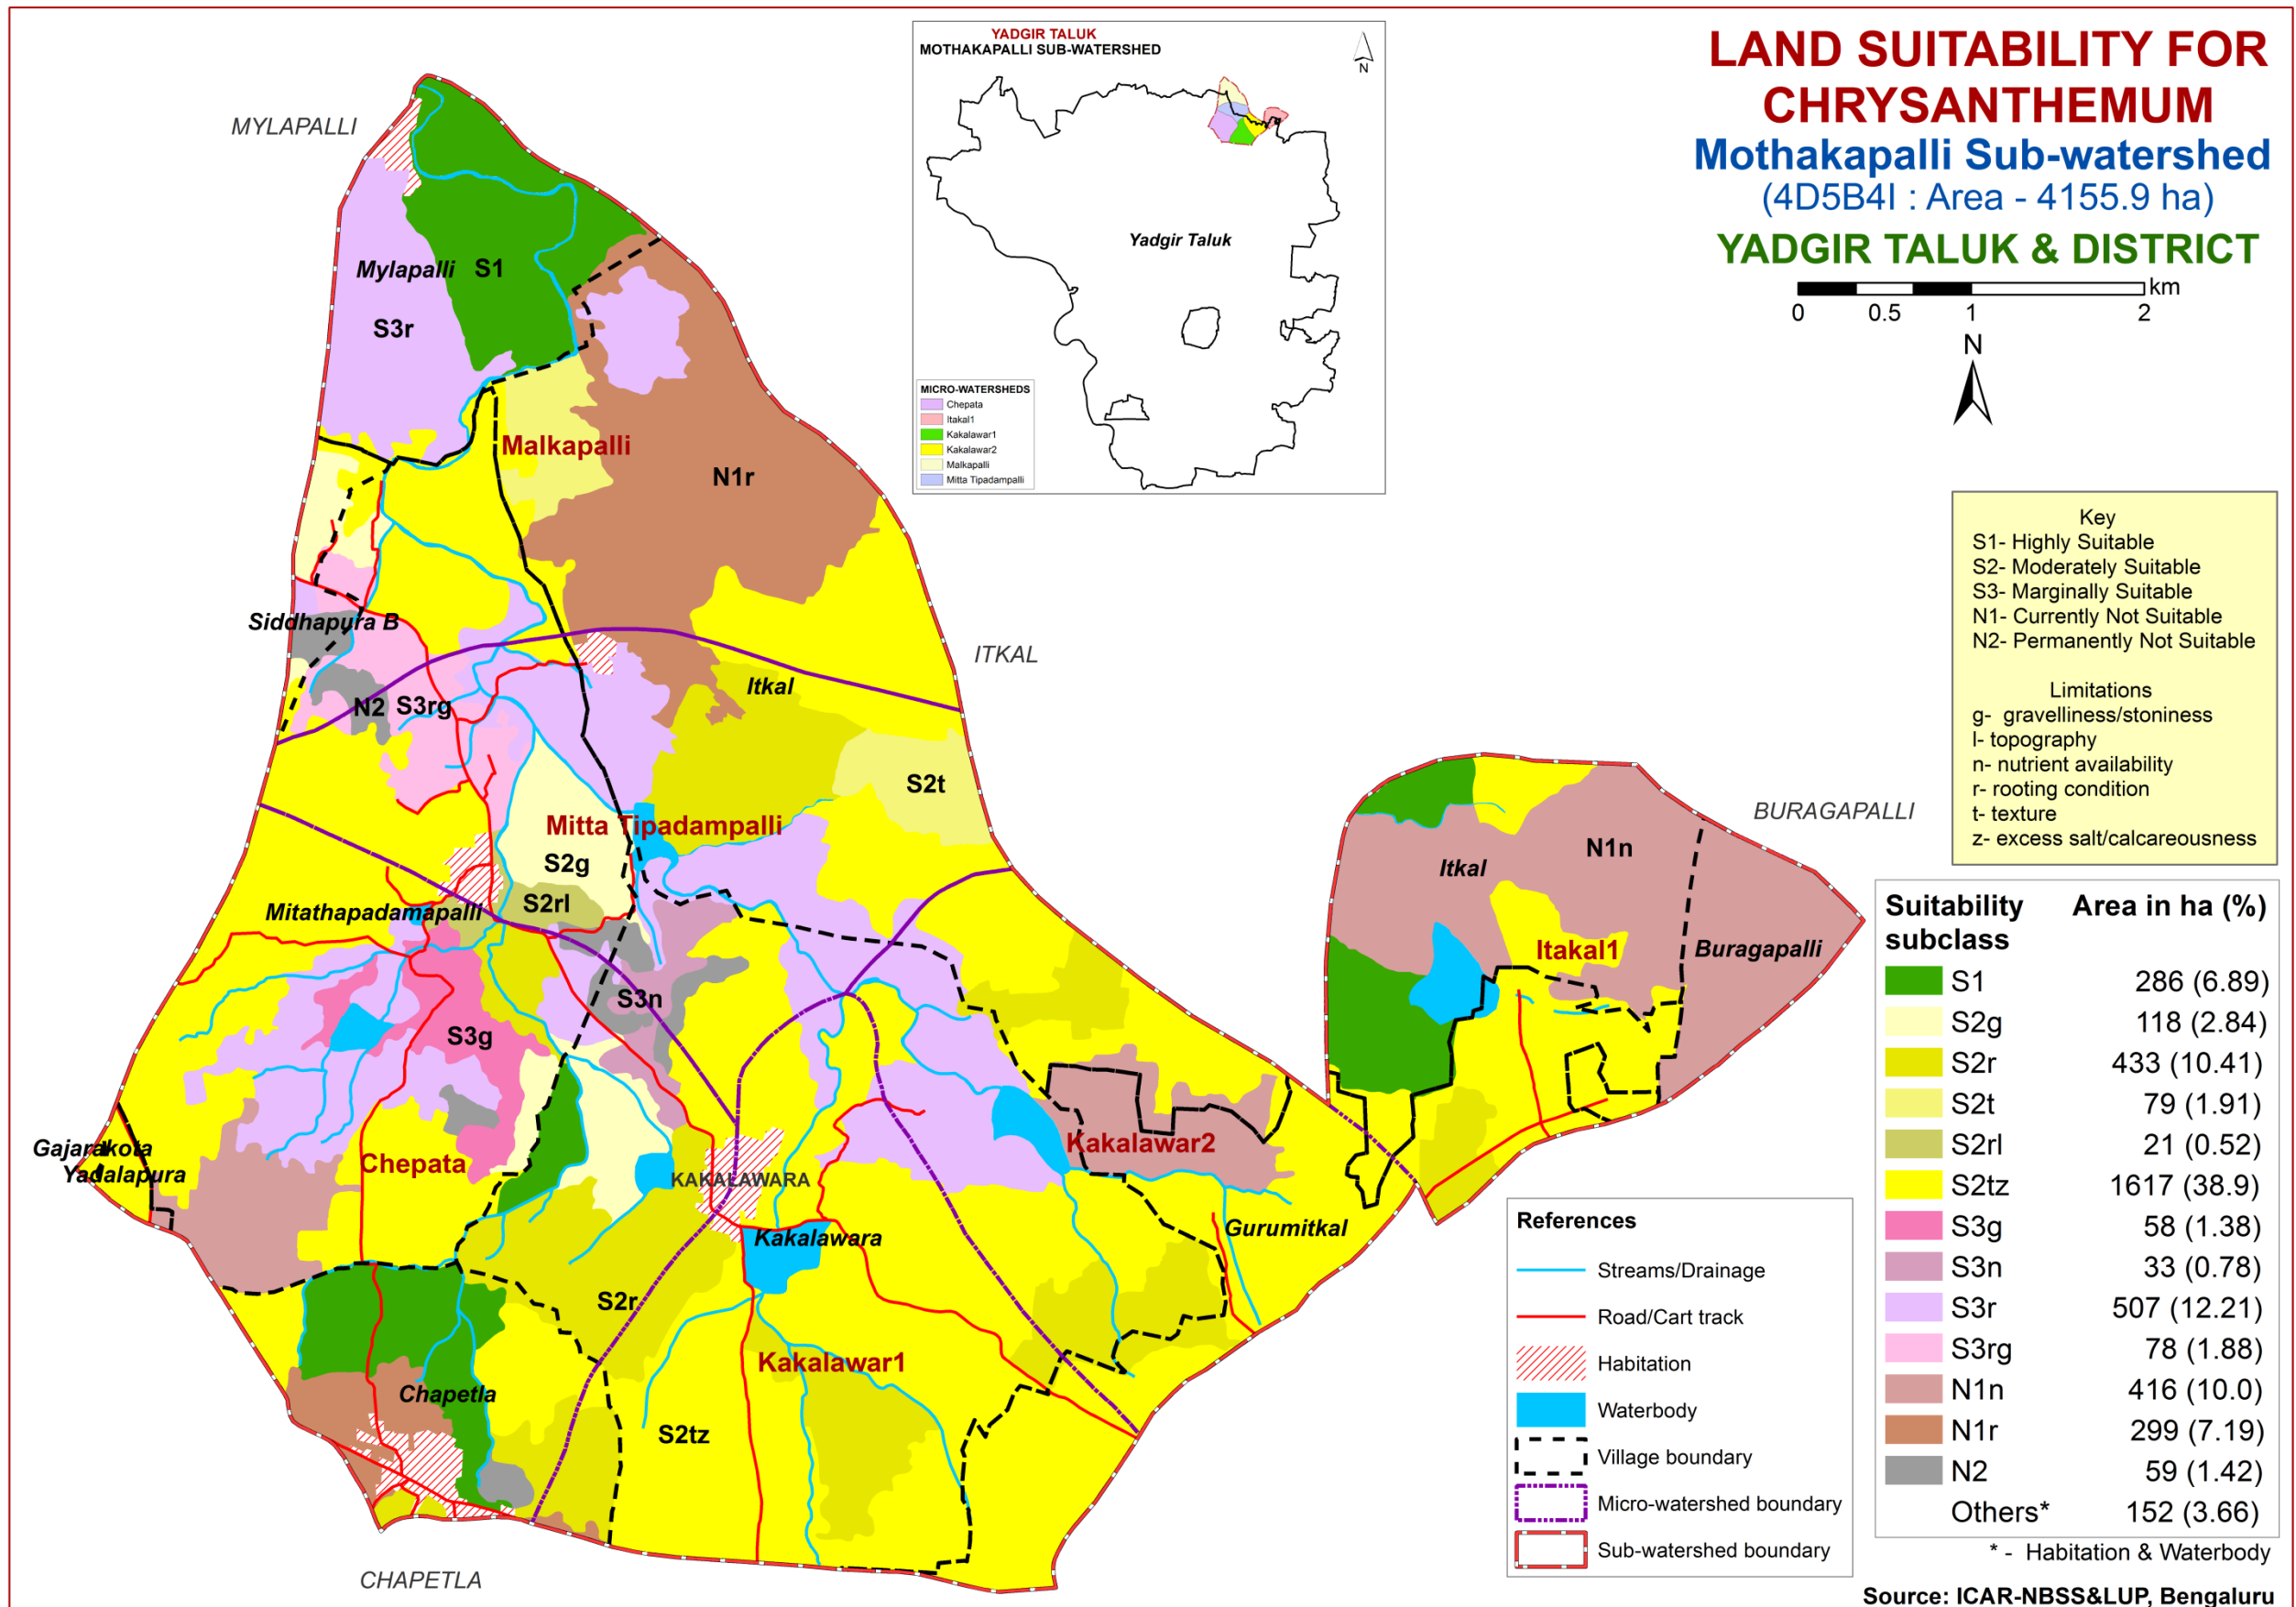 LAND SUITABILITY FOR
CHRYSANTHEMUM
Mothakapalli Sub-watershed
(4D5B4I : Area - 4155.9 ha)
YADGIR TALUK & DISTRICT
km
0 0.5 1 2
N
YADGIR TALUK
MOTHAKAPALLI SUB-WATERSHED
N
Yadgir Taluk
MICRO-WATERSHEDS
Chepata
Itakal1
Kakalawar1
Kakalawar2
Malkapalli
Mitta Tipadampalli
MYLAPALLI
Mylapalli S1
S3r
Malkapalli
N1r
Siddhapura B
ITKAL
Itkal
N2 S3rg
S2t
Mitta Tipadampalli
S2g
S2rl
Mitathapadamapalli
S3n
S3g
Gajarakota
Yadalapura
Chepata
KAKALAWARA
Kakalawara
Kakalawar2
Gurumitkal
S2r
Kakalawar1
Chapetla
S2tz
CHAPETLA
BURAGAPALLI
N1n
Itkal
Itakal1
Buragapalli
Key
S1- Highly Suitable
S2- Moderately Suitable
S3- Marginally Suitable
N1- Currently Not Suitable
N2- Permanently Not Suitable
Limitations
g- gravelliness/stoniness
l- topography
n- nutrient availability
r- rooting condition
t- texture
z- excess salt/calcareousness
Suitability subclass Area in ha (%)
S1 286 (6.89)
S2g 118 (2.84)
S2r 433 (10.41)
S2t 79 (1.91)
S2rl 21 (0.52)
S2tz 1617 (38.9)
S3g 58 (1.38)
S3n 33 (0.78)
S3r 507 (12.21)
S3rg 78 (1.88)
N1n 416 (10.0)
N1r 299 (7.19)
N2 59 (1.42)
Others* 152 (3.66)
* - Habitation & Waterbody
References
Streams/Drainage
Road/Cart track
Habitation
Waterbody
Village boundary
Micro-watershed boundary
Sub-watershed boundary
Source: ICAR-NBSS&LUP, Bengaluru